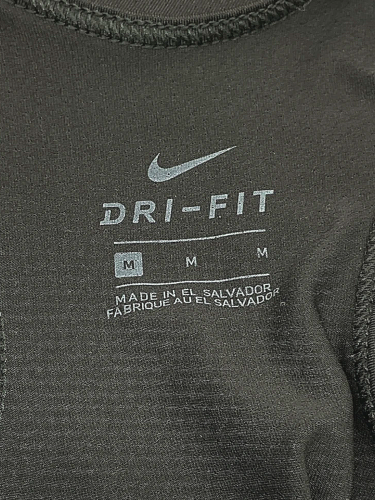 DRI-FIT
M M M
MADE IN EL SALVADOR
FABRIQUE AU EL SALVADOR